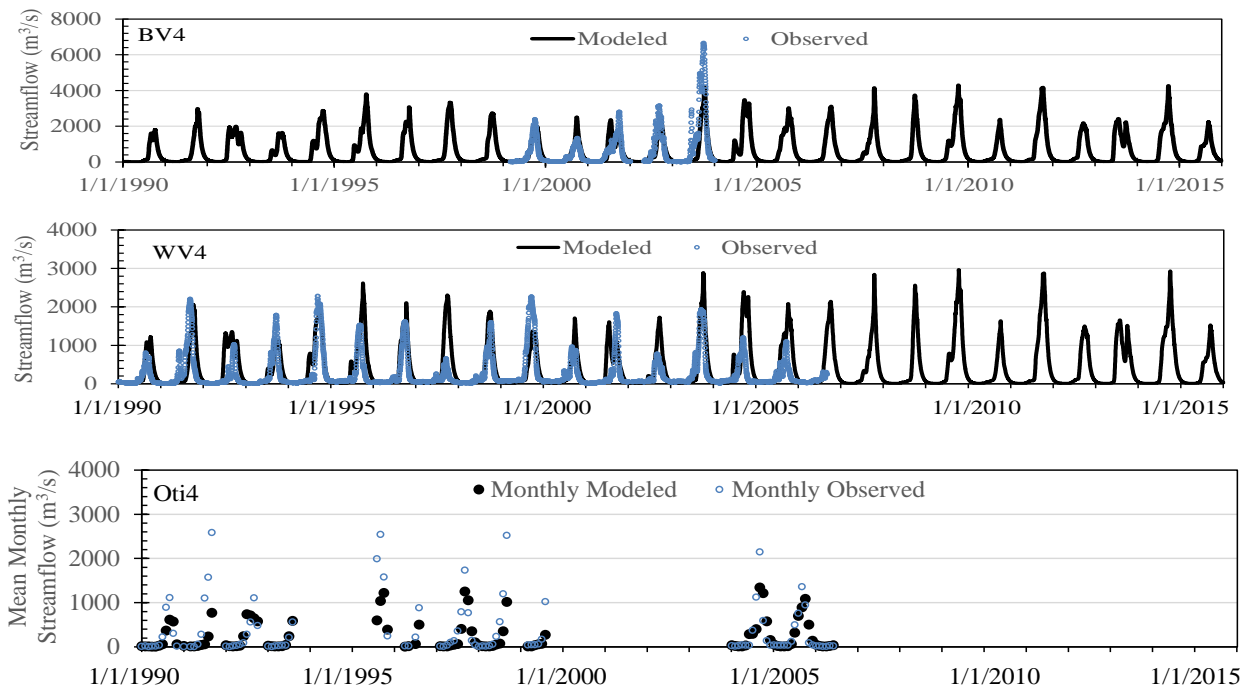 BV4
Modeled
Observed
Streamflow (m³/s)
8000
6000
4000
2000
0
1/1/1990
1/1/1995
1/1/2000
1/1/2005
1/1/2010
1/1/2015
WV4
Modeled
Observed
Streamflow (m³/s)
4000
3000
2000
1000
0
1/1/1990
1/1/1995
1/1/2000
1/1/2005
1/1/2010
1/1/2015
Oti4
Monthly Modeled
Monthly Observed
Mean Monthly
Streamflow (m³/s)
4000
3000
2000
1000
0
1/1/1990
1/1/1995
1/1/2000
1/1/2005
1/1/2010
1/1/2015